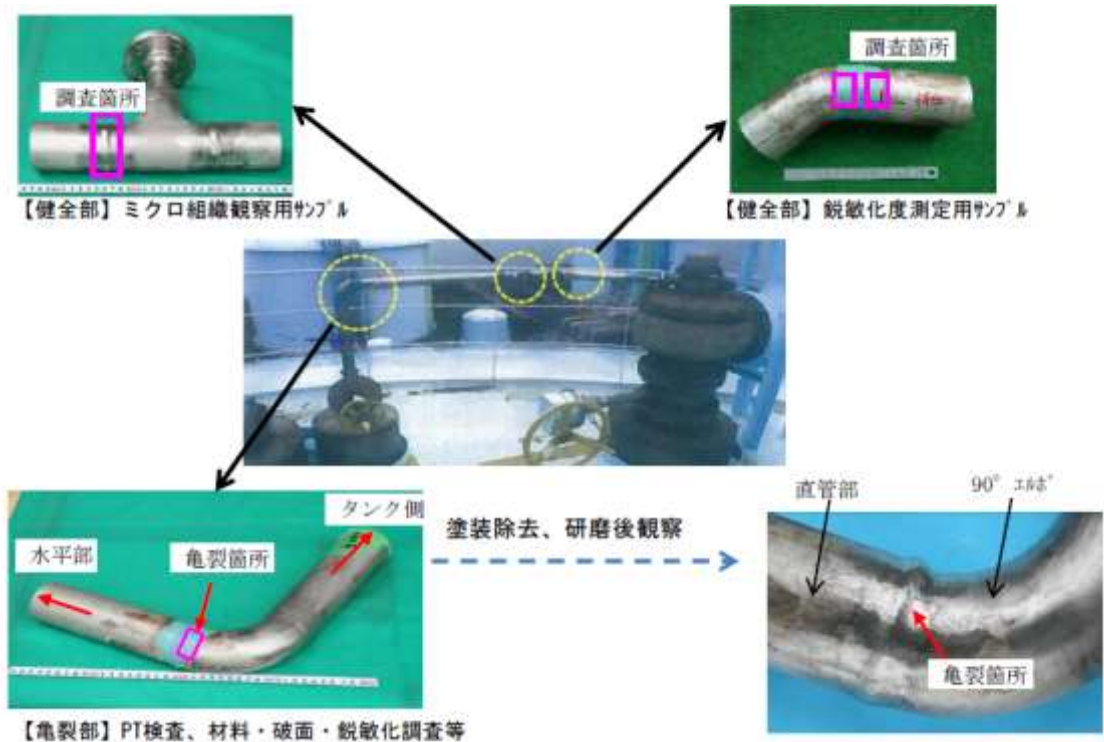 調査箇所
調査箇所
【健全部】ミクロ組織観察用ｻﾝﾌﾟﾙ
【健全部】鋭敏化度測定用ｻﾝﾌﾟﾙ
タンク側
水平部
亀裂箇所
塗装除去、研磨後観察
直管部
90° ｴﾙﾎﾞ
亀裂箇所
【亀裂部】PT検査、材料・破面・鋭敏化調査等